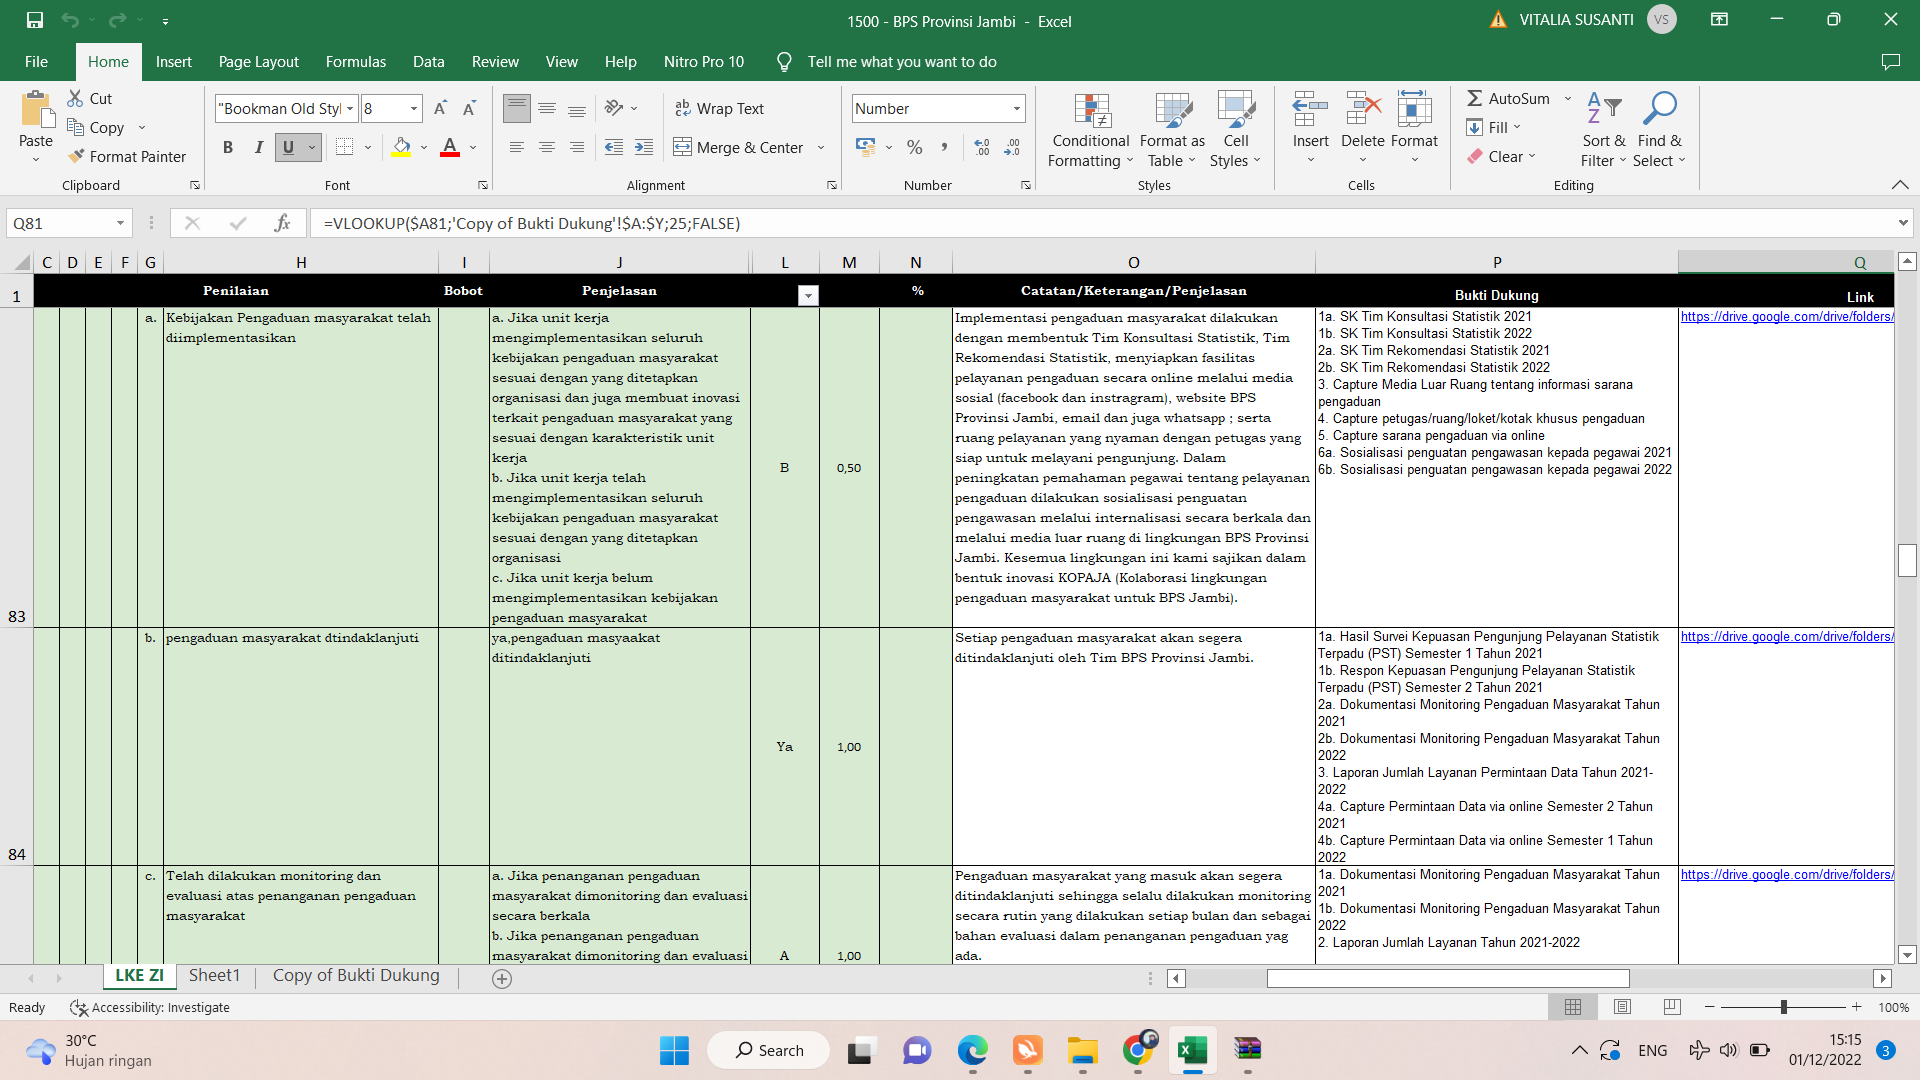 1500 - BPS Provinsi Jambi - Excel
VITALIA SUSANTI
VS
File
Home
Insert
Page Layout
Formulas
Data
Review
View
Help
Nitro Pro 10
Tell me what you want to do
Paste
Cut
Copy
Format Painter
Clipboard
"Bookman Old Styl
8
B I U
Font
Wrap Text
Merge & Center
Alignment
Number
Number
Conditional Formatting
Format as Table
Cell Styles
Styles
Insert
Delete
Format
Cells
AutoSum
Fill
Clear
Sort & Filter
Find & Select
Editing
Q81
fx
=VLOOKUP($A81;'Copy of Bukti Dukung'!$A:$Y;25;FALSE)
C D E F G H I J L M N O P Q
1
Penilaian
Bobot
Penjelasan
%
Catatan/Keterangan/Penjelasan
Bukti Dukung
Link
83
a.
Kebijakan Pengaduan masyarakat telah
diimplementasikan
a. Jika unit kerja
mengimplementasikan seluruh
kebijakan pengaduan masyarakat
sesuai dengan yang ditetapkan
organisasi dan juga membuat inovasi
terkait pengaduan masyarakat yang
sesuai dengan karakteristik unit
kerja
b. Jika unit kerja telah
mengimplementasikan seluruh
kebijakan pengaduan masyarakat
sesuai dengan yang ditetapkan
organisasi
c. Jika unit kerja belum
mengimplementasikan kebijakan
pengaduan masyarakat
B
0,50
Implementasi pengaduan masyarakat dilakukan
dengan membentuk Tim Konsultasi Statistik, Tim
Rekomendasi Statistik, menyiapkan fasilitas
pelayanan pengaduan secara online melalui media
sosial (facebook dan instragram), website BPS
Provinsi Jambi, email dan juga whatsapp ; serta
ruang pelayanan yang nyaman dengan petugas yang
siap untuk melayani pengunjung. Dalam
peningkatan pemahaman pegawai tentang pelayanan
pengaduan dilakukan sosialisasi penguatan
pengawasan melalui internalisasi secara berkala dan
melalui media luar ruang di lingkungan BPS Provinsi
Jambi. Kesemua lingkungan ini kami sajikan dalam
bentuk inovasi KOPAJA (Kolaborasi lingkungan
pengaduan masyarakat untuk BPS Jambi).
1a. SK Tim Konsultasi Statistik 2021
1b. SK Tim Konsultasi Statistik 2022
2a. SK Tim Rekomendasi Statistik 2021
2b. SK Tim Rekomendasi Statistik 2022
3. Capture Media Luar Ruang tentang informasi sarana
pengaduan
4. Capture petugas/ruang/loket/kotak khusus pengaduan
5. Capture sarana pengaduan via online
6a. Sosialisasi penguatan pengawasan kepada pegawai 2021
6b. Sosialisasi penguatan pengawasan kepada pegawai 2022
https://drive.google.com/drive/folders/
84
b.
pengaduan masyarakat dtindaklanjuti
ya,pengaduan masyaakat
ditindaklanjuti
Ya
1,00
Setiap pengaduan masyarakat akan segera
ditindaklanjuti oleh Tim BPS Provinsi Jambi.
1a. Hasil Survei Kepuasan Pengunjung Pelayanan Statistik
Terpadu (PST) Semester 1 Tahun 2021
1b. Respon Kepuasan Pengunjung Pelayanan Statistik
Terpadu (PST) Semester 2 Tahun 2021
2a. Dokumentasi Monitoring Pengaduan Masyarakat Tahun
2021
2b. Dokumentasi Monitoring Pengaduan Masyarakat Tahun
2022
3. Laporan Jumlah Layanan Permintaan Data Tahun 2021-
2022
4a. Capture Permintaan Data via online Semester 2 Tahun
2021
4b. Capture Permintaan Data via online Semester 1 Tahun
2022
https://drive.google.com/drive/folders/
c.
Telah dilakukan monitoring dan
evaluasi atas penanganan pengaduan
masyarakat
a. Jika penanganan pengaduan
masyarakat dimonitoring dan evaluasi
secara berkala
b. Jika penanganan pengaduan
masyarakat dimonitoring dan evaluasi
A
1,00
Pengaduan masyarakat yang masuk akan segera
ditindaklanjuti sehingga selalu dilakukan monitoring
secara rutin yang dilakukan setiap bulan dan sebagai
bahan evaluasi dalam penanganan pengaduan yag
ada.
1a. Dokumentasi Monitoring Pengaduan Masyarakat Tahun
2021
1b. Dokumentasi Monitoring Pengaduan Masyarakat Tahun
2022
2. Laporan Jumlah Layanan Tahun 2021-2022
https://drive.google.com/drive/folders/
LKE ZI
Sheet1
Copy of Bukti Dukung
Ready
Accessibility: Investigate
100%
30°C
Hujan ringan
Search
ENG
15:15
01/12/2022
3